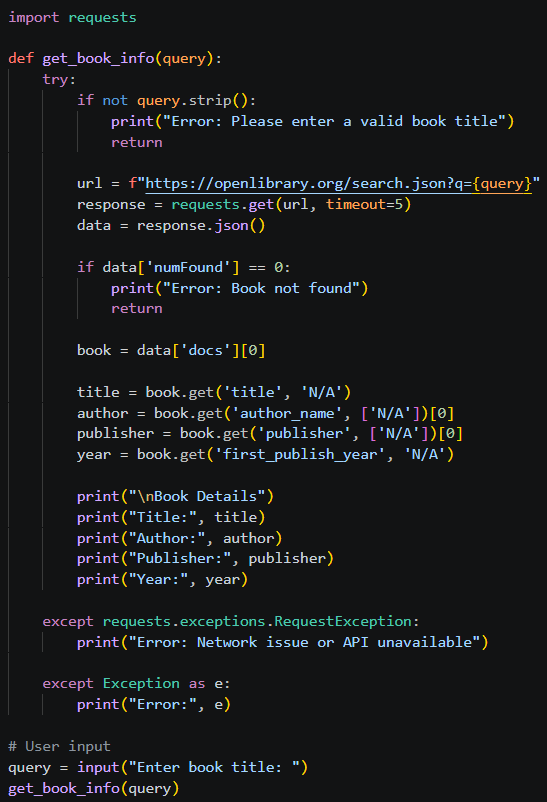 import requests

def get_book_info(query):
    try:
        if not query.strip():
            print("Error: Please enter a valid book title")
            return

        url = f"https://openlibrary.org/search.json?q={query}"
        response = requests.get(url, timeout=5)
        data = response.json()

        if data['numFound'] == 0:
            print("Error: Book not found")
            return

        book = data['docs'][0]

        title = book.get('title', 'N/A')
        author = book.get('author_name', ['N/A'])[0]
        publisher = book.get('publisher', ['N/A'])[0]
        year = book.get('first_publish_year', 'N/A')

        print("\nBook Details")
        print("Title:", title)
        print("Author:", author)
        print("Publisher:", publisher)
        print("Year:", year)

    except requests.exceptions.RequestException:
        print("Error: Network issue or API unavailable")

    except Exception as e:
        print("Error:", e)

# User input
query = input("Enter book title: ")
get_book_info(query)